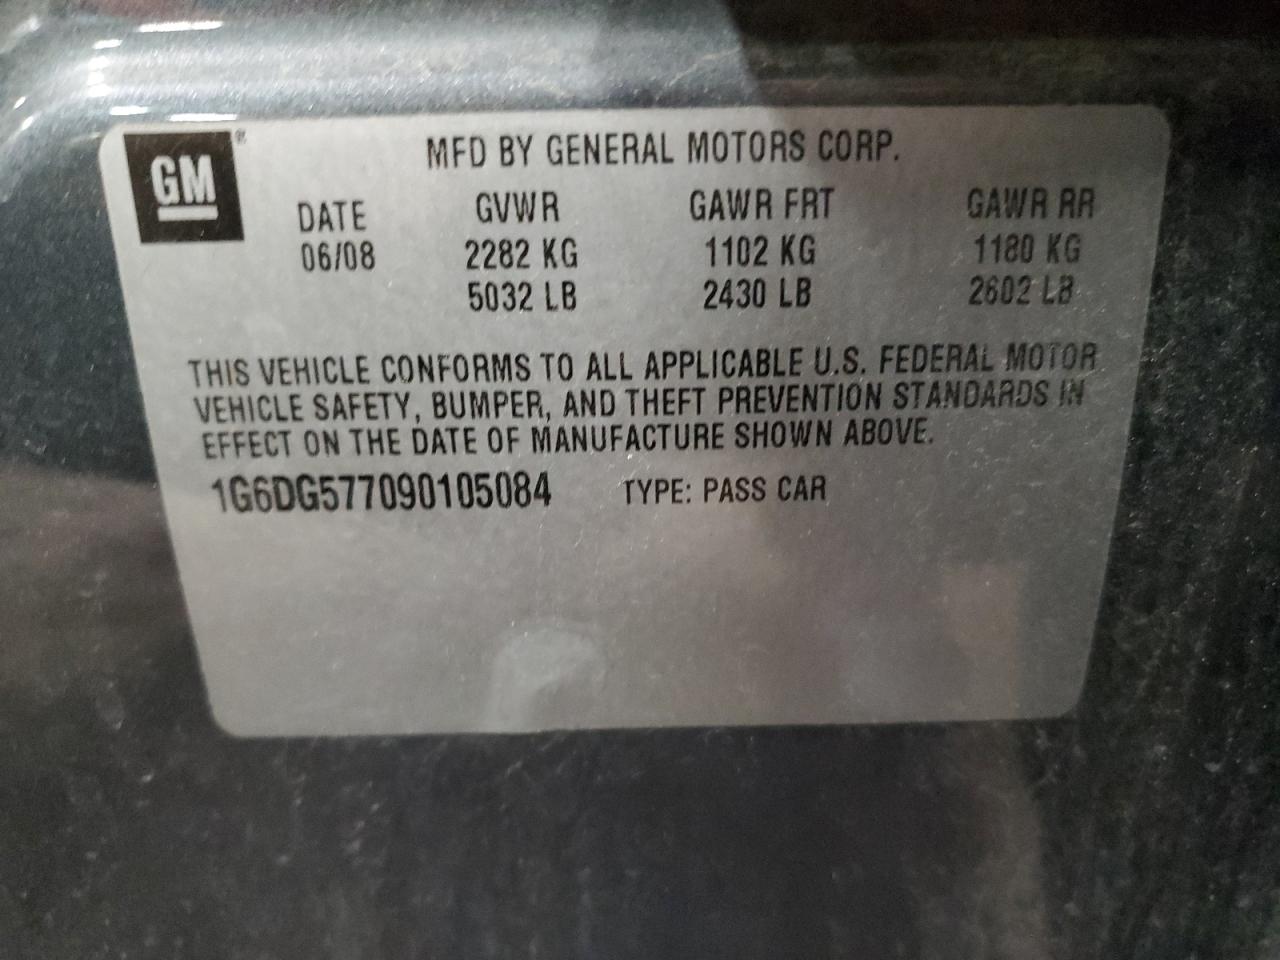 GM®
MFD BY GENERAL MOTORS CORP.
DATE GVWR GAWR FRT GAWR RR
06/08 2282 KG 1102 KG 1180 KG
5032 LB 2430 LB 2602 LB
THIS VEHICLE CONFORMS TO ALL APPLICABLE U.S. FEDERAL MOTOR
VEHICLE SAFETY, BUMPER, AND THEFT PREVENTION STANDARDS IN
EFFECT ON THE DATE OF MANUFACTURE SHOWN ABOVE.
1G6DG577090105084 TYPE: PASS CAR